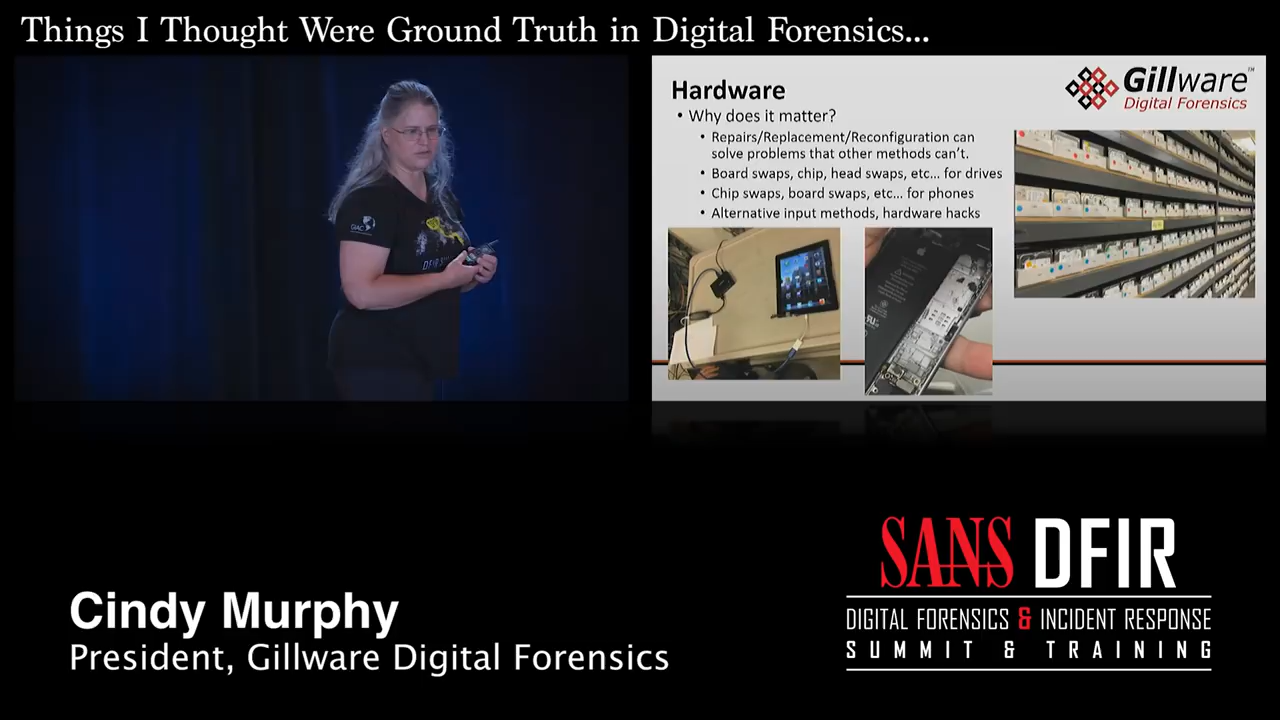 Things I Thought Were Ground Truth in Digital Forensics...
GIAC
DFIR
Hardware
Gillware™
Digital Forensics
• Why does it matter?
• Repairs/Replacement/Reconfiguration can
solve problems that other methods can't.
• Board swaps, chip, head swaps, etc... for drives
• Chip swaps, board swaps, etc... for phones
• Alternative input methods, hardware hacks
Cindy Murphy
President, Gillware Digital Forensics
SANS DFIR
DIGITAL FORENSICS & INCIDENT RESPONSE
SUMMIT & TRAINING